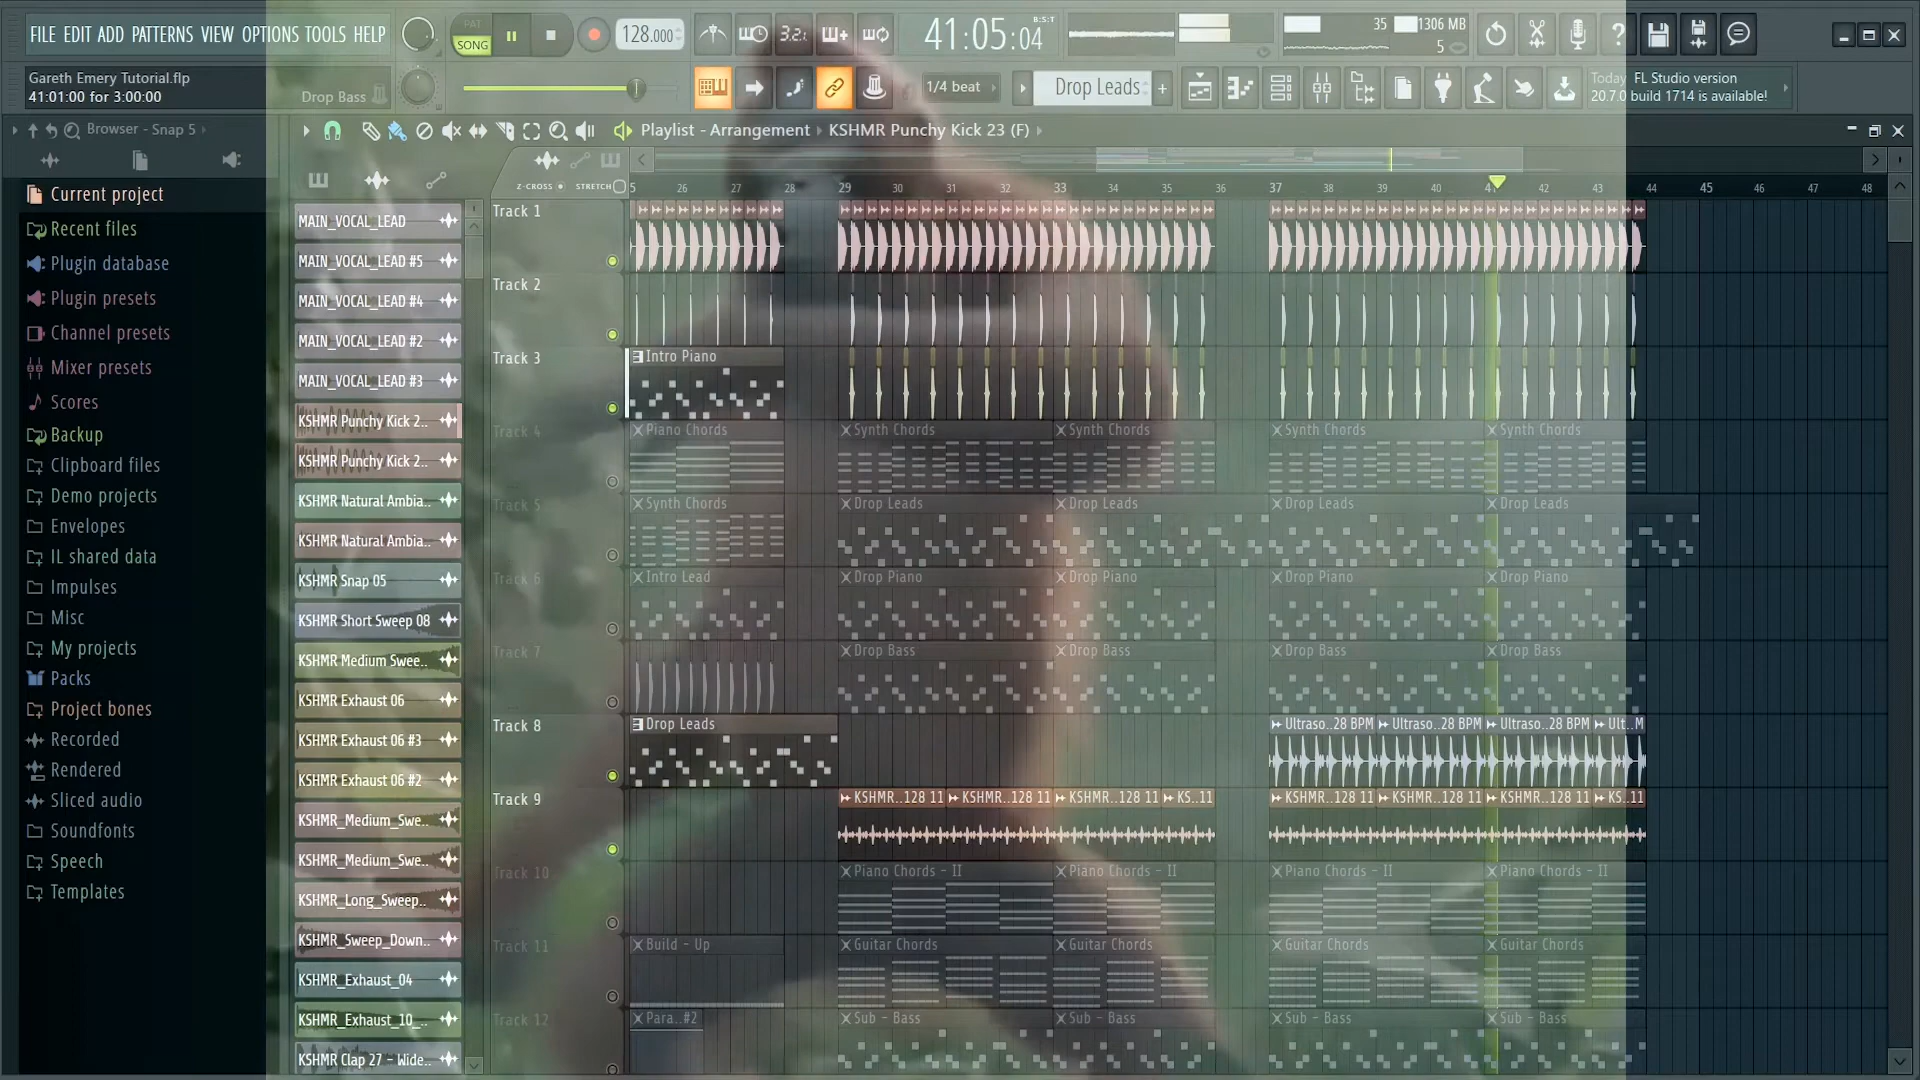 FILE EDIT ADD PATTERNS VIEW OPTIONS TOOLS HELP
PAT
SONG
128.000
3.2
41:05:04
B:S:T
35
1306 MB
5
Gareth Emery Tutorial.flp
41:01:00 for 3:00:00
Drop Bass
1/4 beat
Drop Leads
Today FL Studio version
20.7.0 build 1714 is available!
Browser - Snap 5
Playlist - Arrangement KSHMR Punchy Kick 23 (F)
Z-CROSS STRETCH
5 26 27 28 29 30 31 32 33 34 35 36 37 38 39 40 41 42 43 44 45 46 47 48
Current project
Recent files
Plugin database
Plugin presets
Channel presets
Mixer presets
Scores
Backup
Clipboard files
Demo projects
Envelopes
IL shared data
Impulses
Misc
My projects
Packs
Project bones
Recorded
Rendered
Sliced audio
Soundfonts
Speech
Templates
MAIN_VOCAL_LEAD
MAIN_VOCAL_LEAD #5
MAIN_VOCAL_LEAD #4
MAIN_VOCAL_LEAD #2
MAIN_VOCAL_LEAD #3
KSHMR Punchy Kick 2..
KSHMR Punchy Kick 2..
KSHMR Natural Ambia..
KSHMR Natural Ambia..
KSHMR Snap 05
KSHMR Short Sweep 08
KSHMR Medium Swee..
KSHMR Exhaust 06
KSHMR Exhaust 06 #3
KSHMR Exhaust 06 #2
KSHMR_Medium_Swe..
KSHMR_Medium_Swe..
KSHMR_Long_Sweep..
KSHMR_Sweep_Down..
KSHMR_Exhaust_04
KSHMR_Exhaust_10_..
KSHMR Clap 27 - Wide..
Track 1
Track 2
Track 3
Intro Piano
Track 4
Piano Chords Synth Chords Synth Chords Synth Chords Synth Chords
Track 5
Synth Chords Drop Leads Drop Leads Drop Leads Drop Leads
Track 6
Intro Lead Drop Piano Drop Piano Drop Piano Drop Piano
Track 7
Drop Bass Drop Bass Drop Bass Drop Bass
Track 8
Drop Leads Ultraso..28 BPM Ultraso..28 BPM Ultraso..28 BPM Ult..M
Track 9
KSHMR..128 11 KSHMR..128 11 KSHMR..128 11 KS..11 KSHMR..128 11 KSHMR..128 11 KSHMR..128 11 KS..11
Track 10
Piano Chords - II Piano Chords - II Piano Chords - II Piano Chords - II
Track 11
Build - Up Guitar Chords Guitar Chords Guitar Chords Guitar Chords
Track 12
Para..#2 Sub - Bass Sub - Bass Sub - Bass Sub - Bass